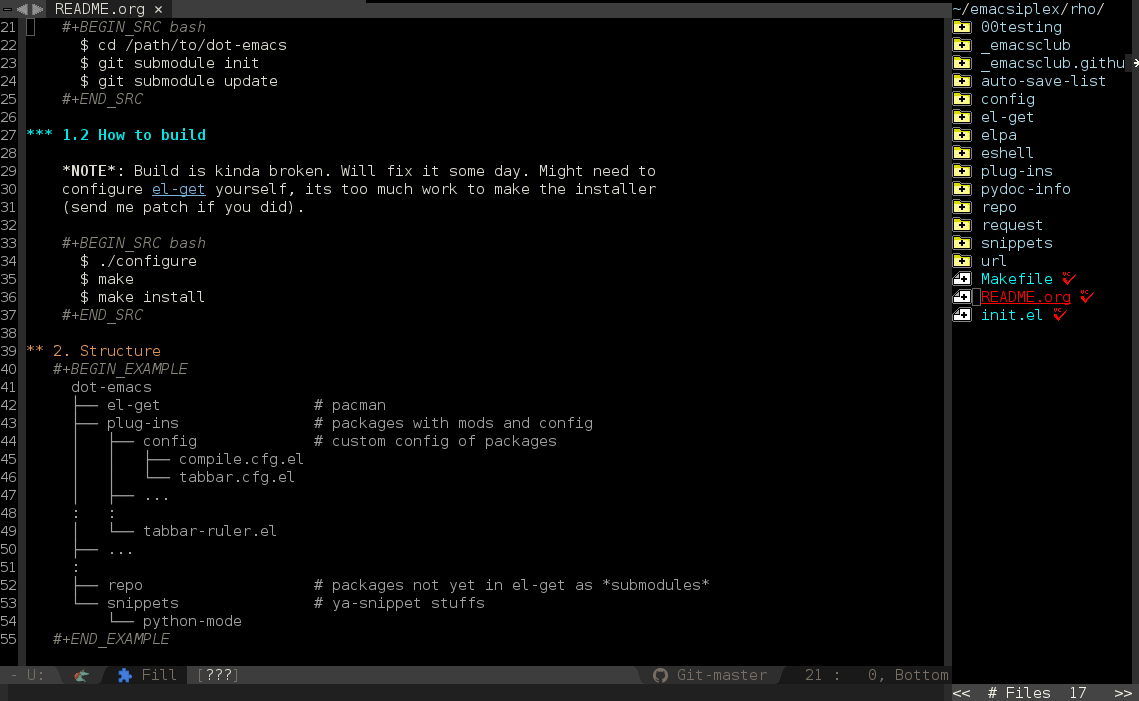 README.org ×
21 #+BEGIN_SRC bash
22 $ cd /path/to/dot-emacs
23 $ git submodule init
24 $ git submodule update
25 #+END_SRC
26
27 *** 1.2 How to build
28
29 *NOTE*: Build is kinda broken. Will fix it some day. Might need to
30 configure el-get yourself, its too much work to make the installer
31 (send me patch if you did).
32
33 #+BEGIN_SRC bash
34 $ ./configure
35 $ make
36 $ make install
37 #+END_SRC
38
39 ** 2. Structure
40 #+BEGIN_EXAMPLE
41 dot-emacs
42 ├── el-get # pacman
43 ├── plug-ins # packages with mods and config
44 │ ├── config # custom config of packages
45 │ │ ├── compile.cfg.el
46 │ │ └── tabbar.cfg.el
47 │ ├── ...
48 : :
49 │ └── tabbar-ruler.el
50 ├── ...
51 :
52 ├── repo # packages not yet in el-get as *submodules*
53 └── snippets # ya-snippet stuffs
54 └── python-mode
55 #+END_EXAMPLE
- U: Fill [???] Git-master 21 : 0, Bottom
~/emacsiplex/rho/
00testing
_emacsclub
_emacsclub.githu
auto-save-list
config
el-get
elpa
eshell
plug-ins
pydoc-info
repo
request
snippets
url
Makefile
README.org
init.el
<< # Files 17 >>